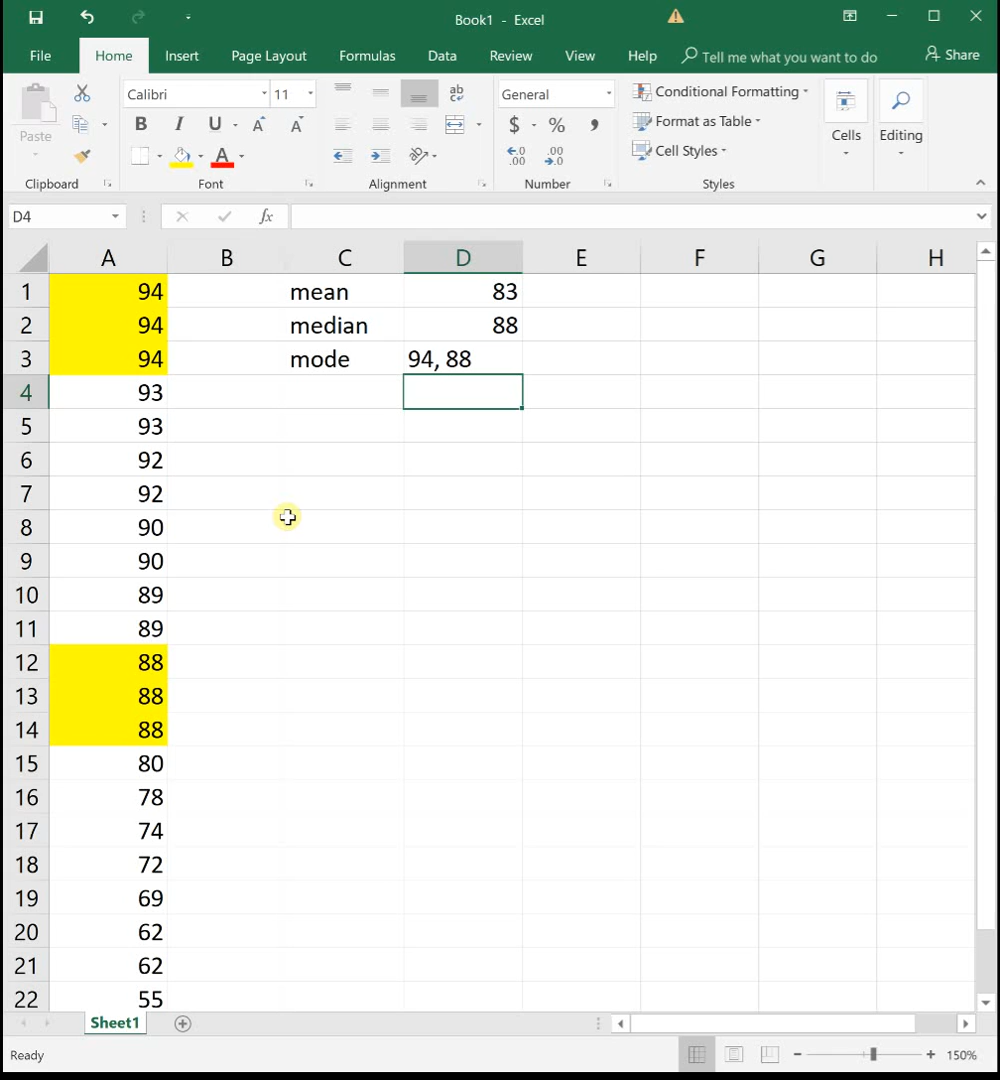 Book1 - Excel
File Home Insert Page Layout Formulas Data Review View Help Tell me what you want to do Share
Paste
Calibri 11
B I U A A
A
ab
General
$ % ,
Conditional Formatting
Format as Table
Cell Styles
Cells
Editing
Clipboard Font Alignment Number Styles
D4 fx
A B C D E F G H
1 94 mean 83
2 94 median 88
3 94 mode 94, 88
4 93
5 93
6 92
7 92
8 90
9 90
10 89
11 89
12 88
13 88
14 88
15 80
16 78
17 74
18 72
19 69
20 62
21 62
22 55
Sheet1
Ready 150%